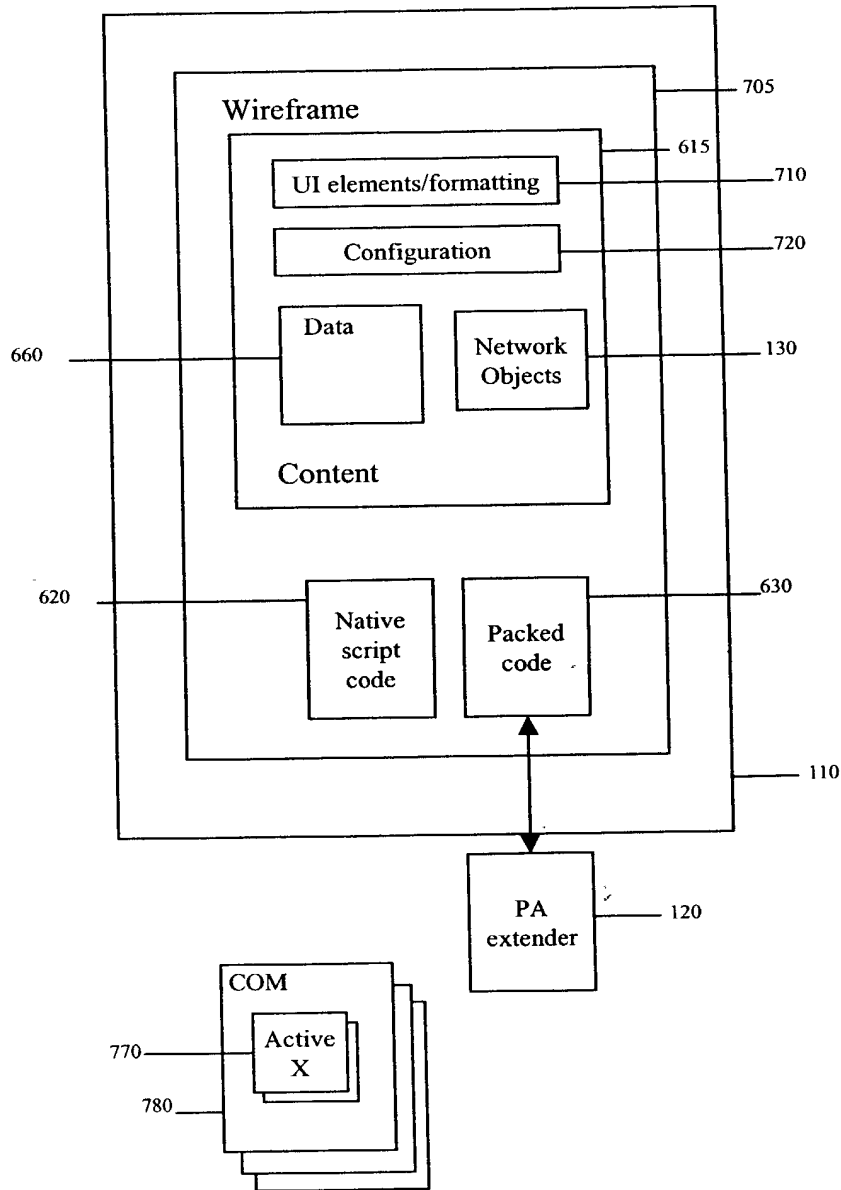 705
Wireframe
615
UI elements/formatting
710
Configuration
720
Data
660
Network
Objects
130
Content
620
Native
script
code
Packed
code
630
110
PA
extender
120
COM
Active
X
770
780